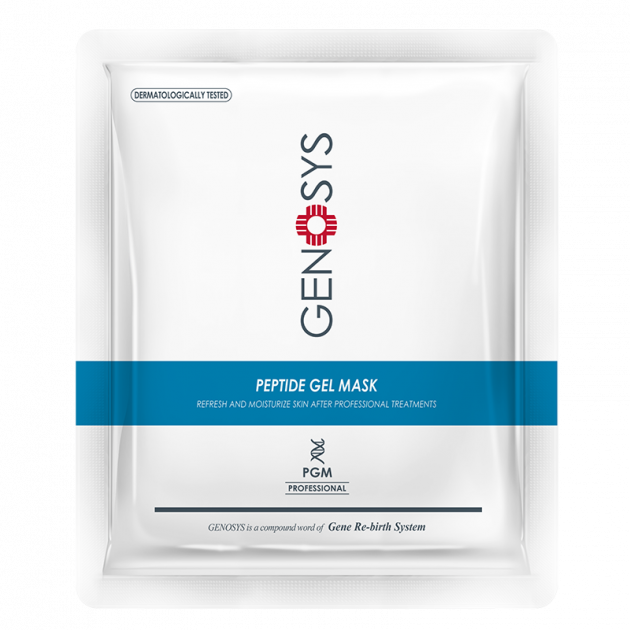 DERMATOLOGICALLY TESTED
GENOSYS
PEPTIDE GEL MASK
REFRESH AND MOISTURIZE SKIN AFTER PROFESSIONAL TREATMENTS
PGM
PROFESSIONAL
GENOSYS is a compound word of Gene Re-birth System